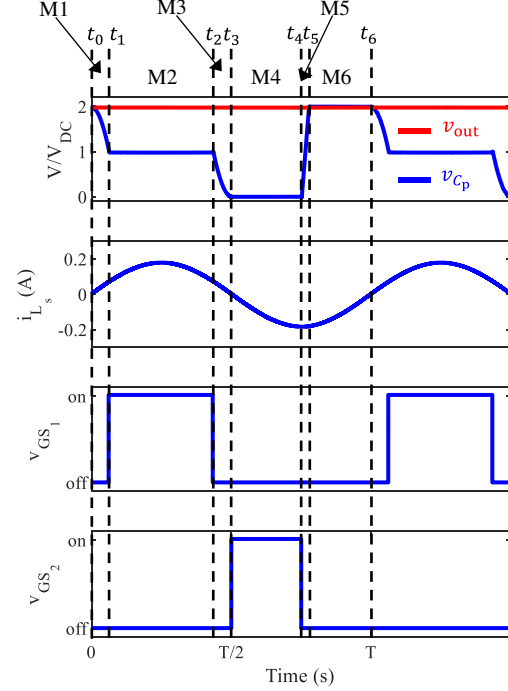 M1 M3 M5
t0 t1 t2 t3 t4 t5 t6
M2 M4 M6
V/VDC
2
1
0
vout
vCp
iLs (A)
0.2
0
-0.2
vGS1
on
off
vGS2
on
off
0 T/2 T
Time (s)